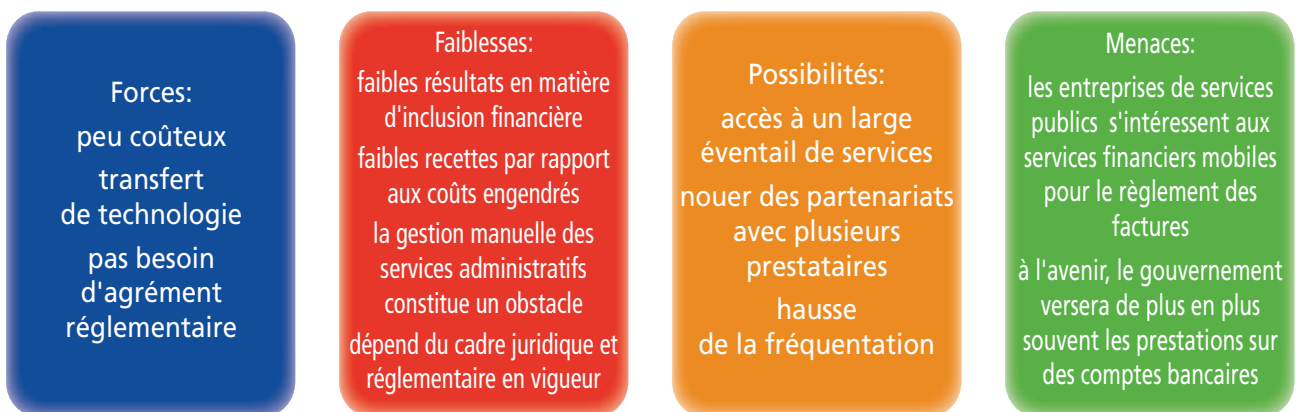 Forces:
peu coûteux
transfert
de technologie
pas besoin
d'agrément
réglementaire
Faiblesses:
faibles résultats en matière
d'inclusion financière
faibles recettes par rapport
aux coûts engendrés
la gestion manuelle des
services administratifs
constitue un obstacle
dépend du cadre juridique et
réglementaire en vigueur
Possibilités:
accès à un large
éventail de services
nouer des partenariats
avec plusieurs
prestataires
hausse
de la fréquentation
Menaces:
les entreprises de services
publics s'intéressent aux
services financiers mobiles
pour le règlement des
factures
à l'avenir, le gouvernement
versera de plus en plus
souvent les prestations sur
des comptes bancaires